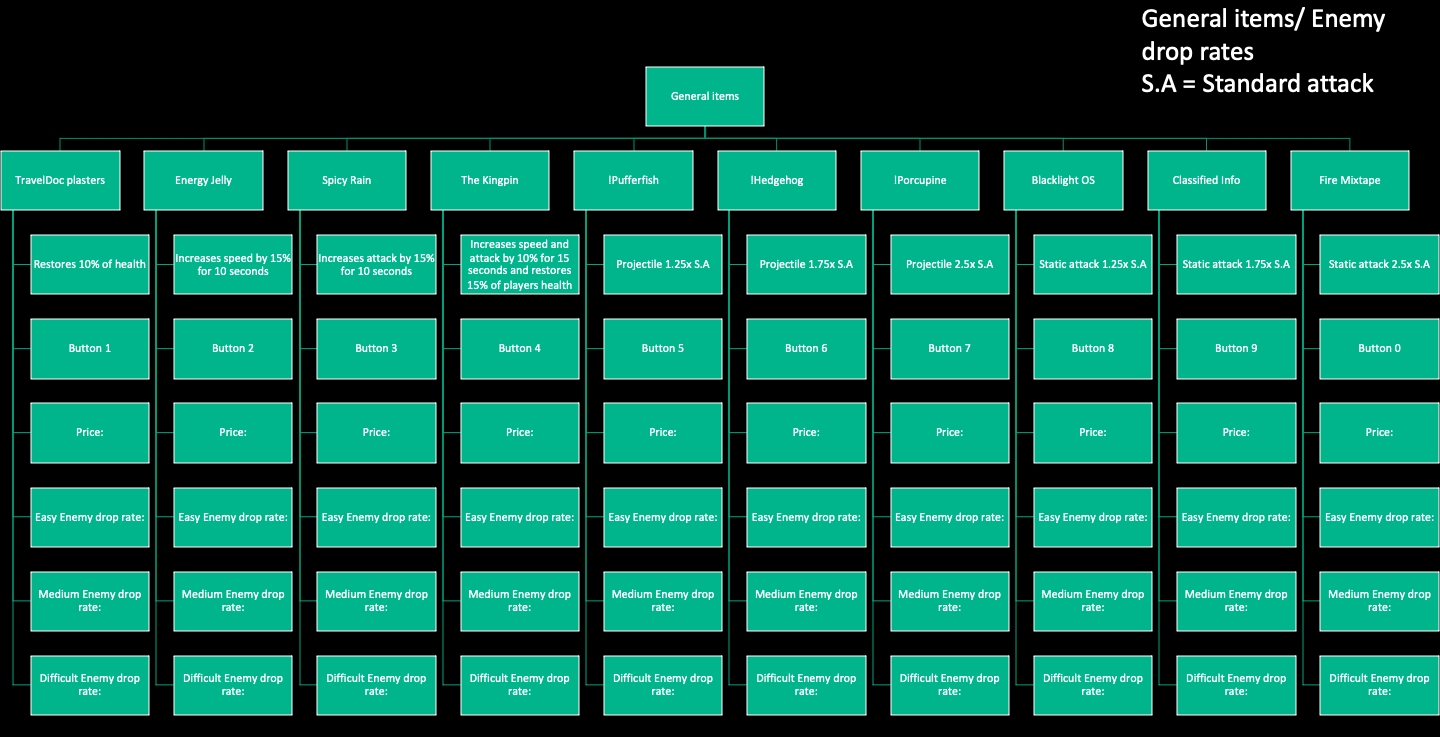 General items/ Enemy
drop rates
S.A = Standard attack
General items
TravelDoc plasters
Energy Jelly
Spicy Rain
The Kingpin
!Pufferfish
!Hedgehog
!Porcupine
Blacklight OS
Classified Info
Fire Mixtape
Restores 10% of health
Increases speed by 15%
for 10 seconds
Increases attack by 15%
for 10 seconds
Increases speed and
attack by 10% for 15
seconds and restores
15% of players health
Projectile 1.25x S.A
Projectile 1.75x S.A
Projectile 2.5x S.A
Static attack 1.25x S.A
Static attack 1.75x S.A
Static attack 2.5x S.A
Button 1
Button 2
Button 3
Button 4
Button 5
Button 6
Button 7
Button 8
Button 9
Button 0
Price:
Price:
Price:
Price:
Price:
Price:
Price:
Price:
Price:
Price:
Easy Enemy drop rate:
Easy Enemy drop rate:
Easy Enemy drop rate:
Easy Enemy drop rate:
Easy Enemy drop rate:
Easy Enemy drop rate:
Easy Enemy drop rate:
Easy Enemy drop rate:
Easy Enemy drop rate:
Easy Enemy drop rate:
Medium Enemy drop
rate:
Medium Enemy drop
rate:
Medium Enemy drop
rate:
Medium Enemy drop
rate:
Medium Enemy drop
rate:
Medium Enemy drop
rate:
Medium Enemy drop
rate:
Medium Enemy drop
rate:
Medium Enemy drop
rate:
Medium Enemy drop
rate:
Difficult Enemy drop
rate:
Difficult Enemy drop
rate:
Difficult Enemy drop
rate:
Difficult Enemy drop
rate:
Difficult Enemy drop
rate:
Difficult Enemy drop
rate:
Difficult Enemy drop
rate:
Difficult Enemy drop
rate:
Difficult Enemy drop
rate:
Difficult Enemy drop
rate: